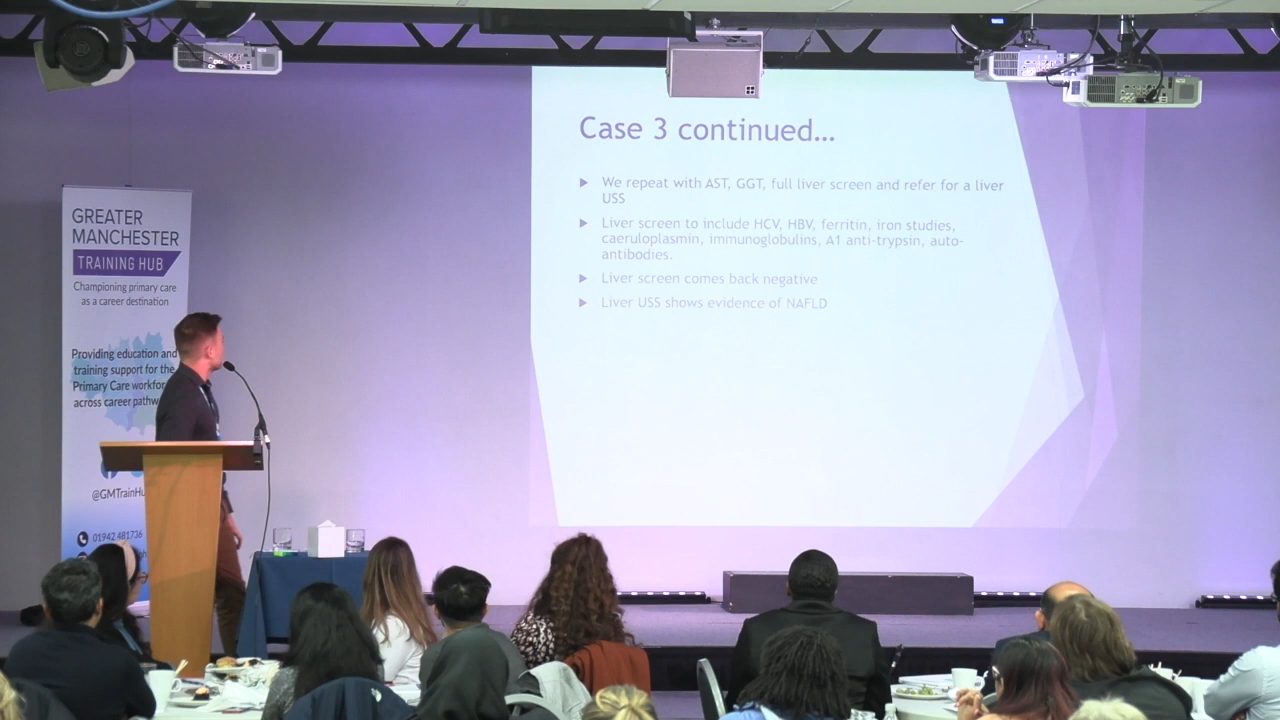 GREATER
MANCHESTER
TRAINING HUB
Championing primary care
as a career destination
Providing education and
training support for the
Primary Care
across career
01942 481736
Case 3 continued…
We repeat with AST, GGT, full liver screen and refer for a liver
USS
Liver screen to include HCV, HBV, ferritin, iron studies,
caeruloplasmin, immunoglobulins, A1 anti-trypsin, auto-
antibodies.
Liver screen comes back negative
Liver USS shows evidence of NAFLD